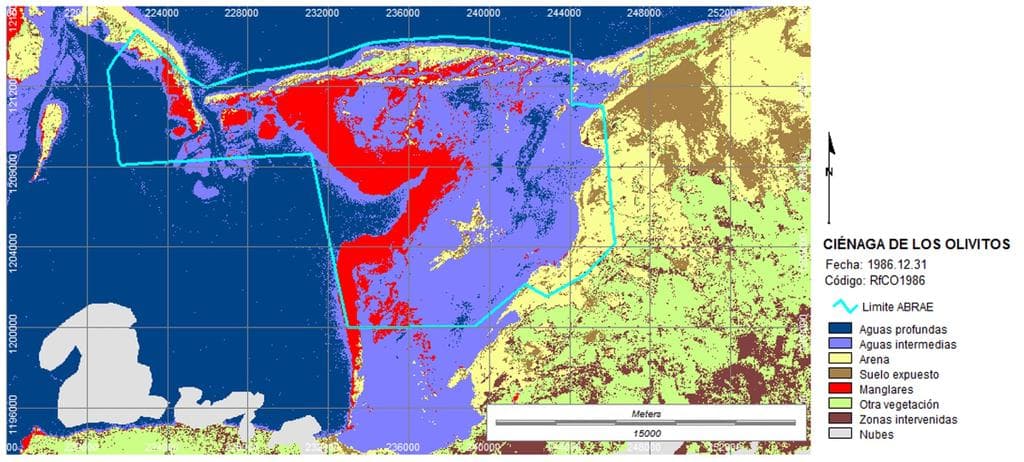 224000 228000 232000 236000 240000 244000 248000 252000
1212000
1208000
1204000
1200000
1196000
236000 240000 244000 248000
Meters
15000
N
CIÉNAGA DE LOS OLIVITOS
Fecha: 1986.12.31
Código: RfCO1986
Limite ABRAE
Aguas profundas
Aguas intermedias
Arena
Suelo expuesto
Manglares
Otra vegetación
Zonas intervenidas
Nubes